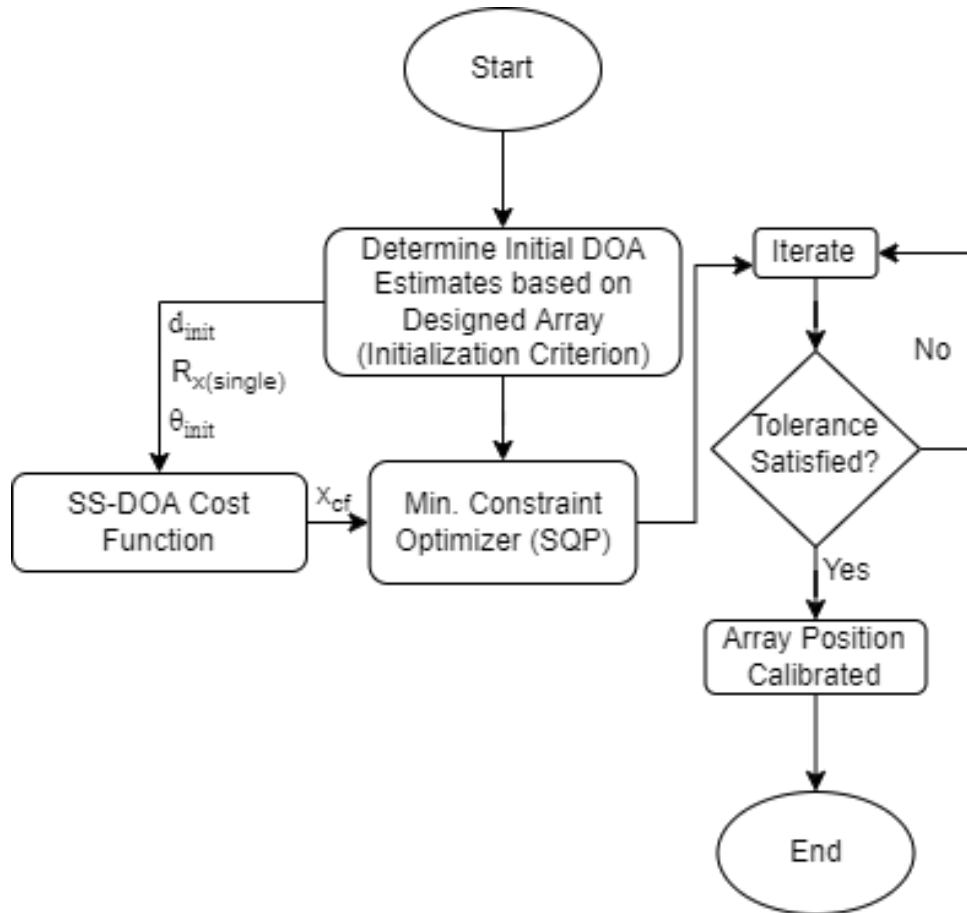 Start
Determine Initial DOA
Estimates based on
Designed Array
(Initialization Criterion)
d_init
R_x(single)
θ_init
SS-DOA Cost
Function
x_cf
Min. Constraint
Optimizer (SQP)
Iterate
No
Tolerance
Satisfied?
Yes
Array Position
Calibrated
End